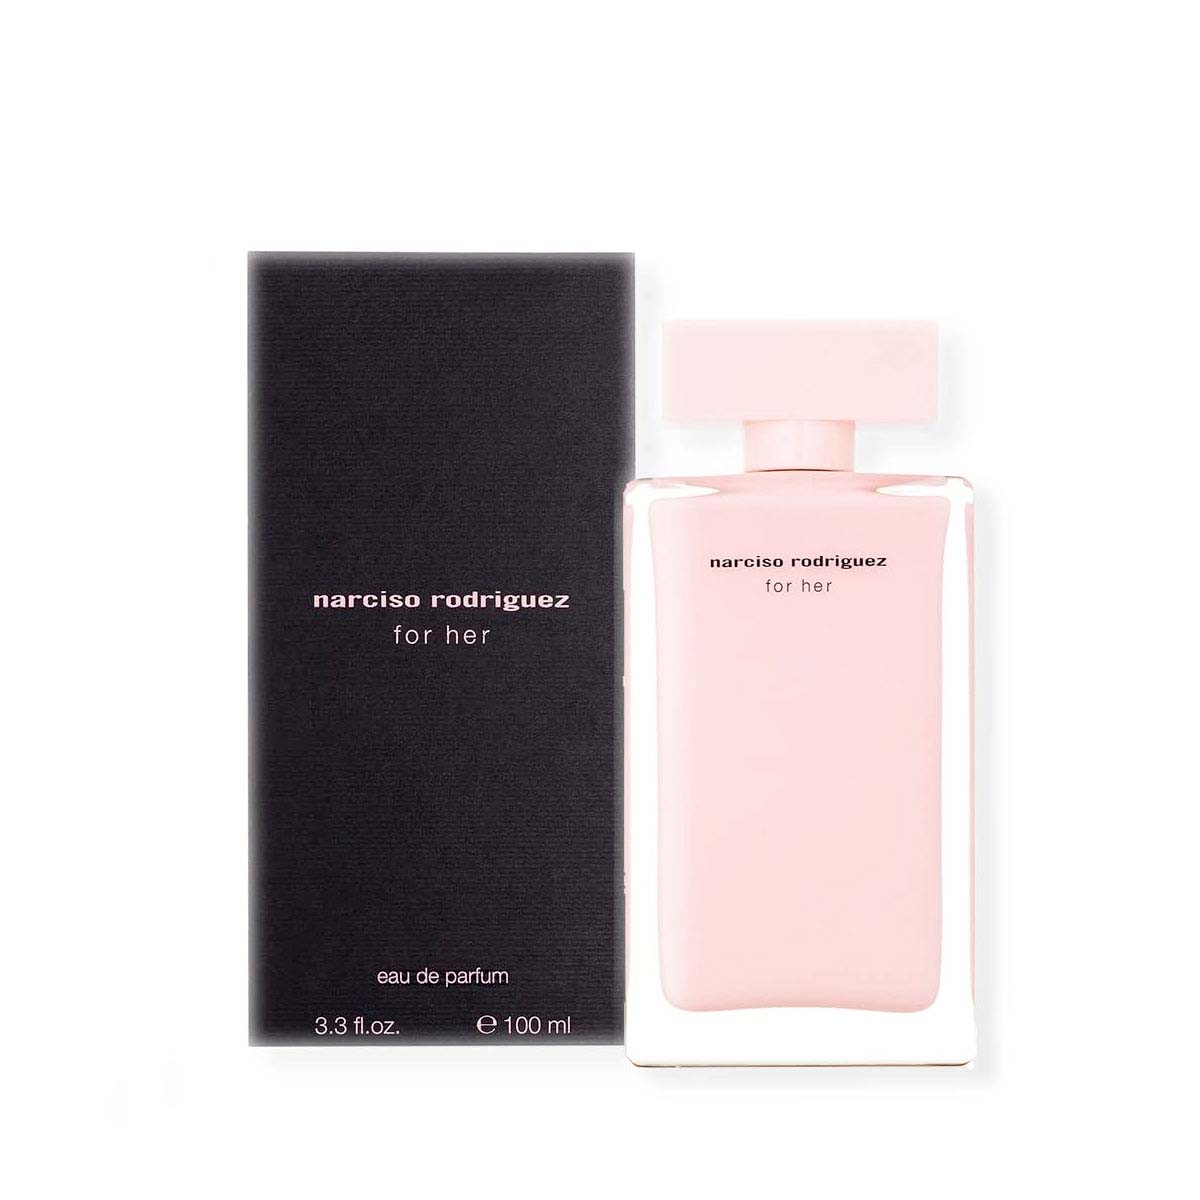 narciso rodriguez
for her
eau de parfum
3.3 fl.oz. ℮ 100 ml
narciso rodriguez
for her